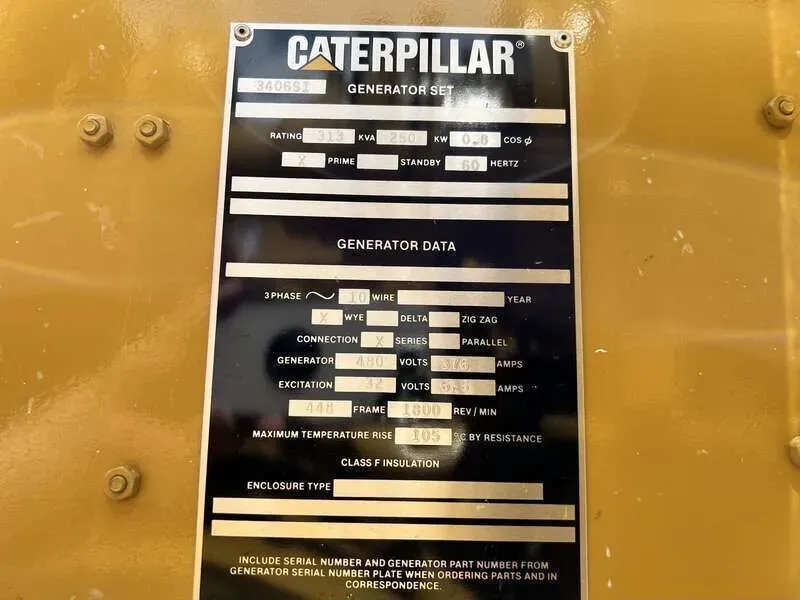 CATERPILLAR®
3406SI GENERATOR SET
RATING 313 KVA 250 KW 0.8 COS ø
X PRIME STANDBY 60 HERTZ
GENERATOR DATA
3 PHASE ~ 10 WIRE YEAR
X WYE DELTA ZIG ZAG
CONNECTION X SERIES PARALLEL
GENERATOR 480 VOLTS 376 AMPS
EXCITATION 32 VOLTS AMPS
448 FRAME 1800 REV / MIN
MAXIMUM TEMPERATURE RISE 105 °C BY RESISTANCE
CLASS F INSULATION
ENCLOSURE TYPE
INCLUDE SERIAL NUMBER AND GENERATOR PART NUMBER FROM
GENERATOR SERIAL NUMBER PLATE WHEN ORDERING PARTS AND IN
CORRESPONDENCE.